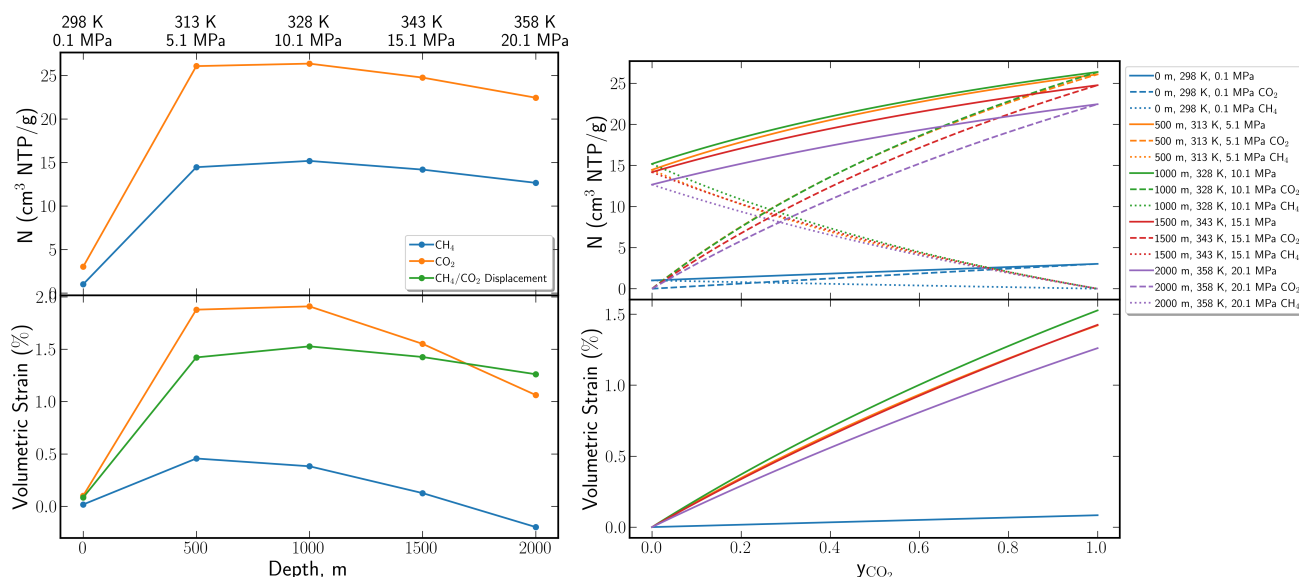 298 K 313 K 328 K 343 K 358 K
0.1 MPa 5.1 MPa 10.1 MPa 15.1 MPa 20.1 MPa
N (cm³ NTP/g)
25
20
15
10
5
0
CH₄
CO₂
CH₄/CO₂ Displacement
Volumetric Strain (%)
2.0
1.5
1.0
0.5
0.0
0 500 1000 1500 2000
Depth, m
N (cm³ NTP/g)
25
20
15
10
5
0
Volumetric Strain (%)
1.5
1.0
0.5
0.0
0.0 0.2 0.4 0.6 0.8 1.0
yCO₂
0 m, 298 K, 0.1 MPa
0 m, 298 K, 0.1 MPa CO₂
0 m, 298 K, 0.1 MPa CH₄
500 m, 313 K, 5.1 MPa
500 m, 313 K, 5.1 MPa CO₂
500 m, 313 K, 5.1 MPa CH₄
1000 m, 328 K, 10.1 MPa
1000 m, 328 K, 10.1 MPa CO₂
1000 m, 328 K, 10.1 MPa CH₄
1500 m, 343 K, 15.1 MPa
1500 m, 343 K, 15.1 MPa CO₂
1500 m, 343 K, 15.1 MPa CH₄
2000 m, 358 K, 20.1 MPa
2000 m, 358 K, 20.1 MPa CO₂
2000 m, 358 K, 20.1 MPa CH₄